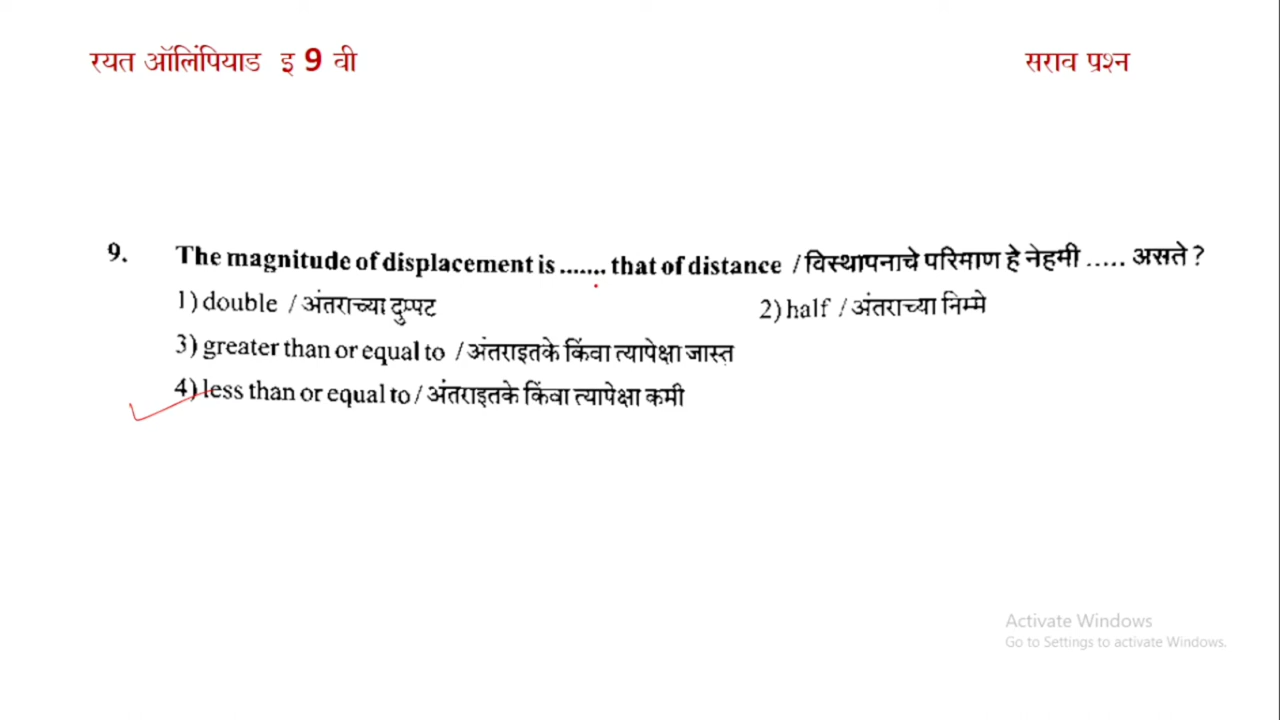 रयत ऑलिंपियाड इ 9 वी
सराव प्रश्न
9. The magnitude of displacement is ....... that of distance / विस्थापनाचे परिमाण हे नेहमी ..... असते ?
1) double / अंतराच्या दुप्पट
2) half / अंतराच्या निम्मे
3) greater than or equal to / अंतराइतके किंवा त्यापेक्षा जास्त
4) less than or equal to / अंतराइतके किंवा त्यापेक्षा कमी
Activate Windows
Go to Settings to activate Windows.